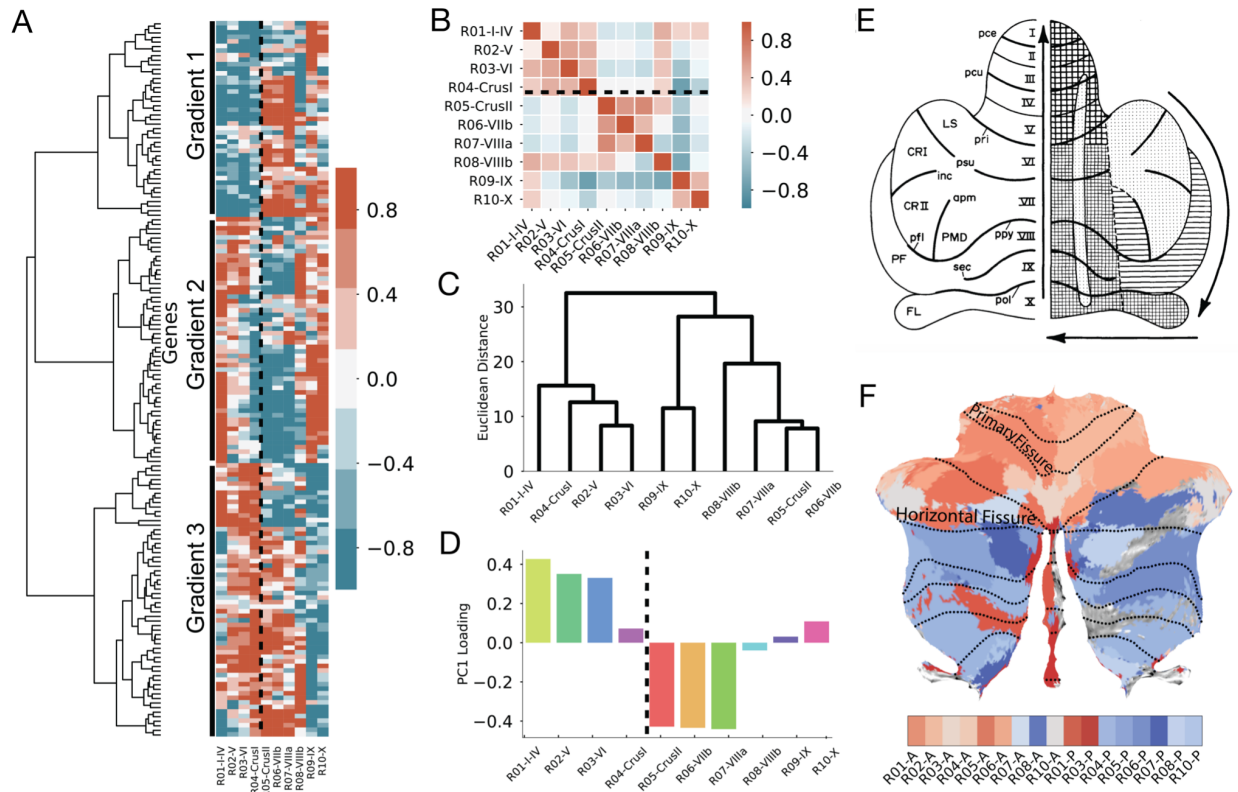 A
Genes
Gradient 1
Gradient 2
Gradient 3
0.8
0.4
0.0
−0.4
−0.8
R01-I-IV
R02-V
R03-VI
R04-CrusI
R05-CrusII
R06-VIIb
R07-VIIIa
R08-VIIIb
R09-IX
R10-X
B
R01-I-IV
R02-V
R03-VI
R04-CrusI
R05-CrusII
R06-VIIb
R07-VIIIa
R08-VIIIb
R09-IX
R10-X
R01-I-IV
R02-V
R03-VI
R04-CrusI
R05-CrusII
R06-VIIb
R07-VIIIa
R08-VIIIb
R09-IX
R10-X
0.8
0.4
0.0
−0.4
−0.8
C
Euclidean Distance
30
20
10
0
R01-I-IV
R04-CrusI
R02-V
R03-VI
R09-IX
R10-X
R08-VIIIb
R07-VIIIa
R05-CrusII
R06-VIIb
D
PC1 Loading
0.4
0.2
0.0
−0.2
−0.4
R01-I-IV
R02-V
R03-VI
R04-CrusI
R05-CrusII
R06-VIIb
R07-VIIIa
R08-VIIIb
R09-IX
R10-X
E
pce
I
II
pcu
III
IV
LS
pri
V
CRI
psu
VI
inc
CRII
apm
VII
pfl
PMD
ppy
VIII
PF
sec
IX
pol
X
FL
F
Primary Fissure
Horizontal Fissure
R01-A
R02-A
R03-A
R04-A
R05-A
R06-A
R07-A
R08-A
R10-A
R01-P
R03-P
R04-P
R05-P
R06-P
R07-P
R08-P
R10-P